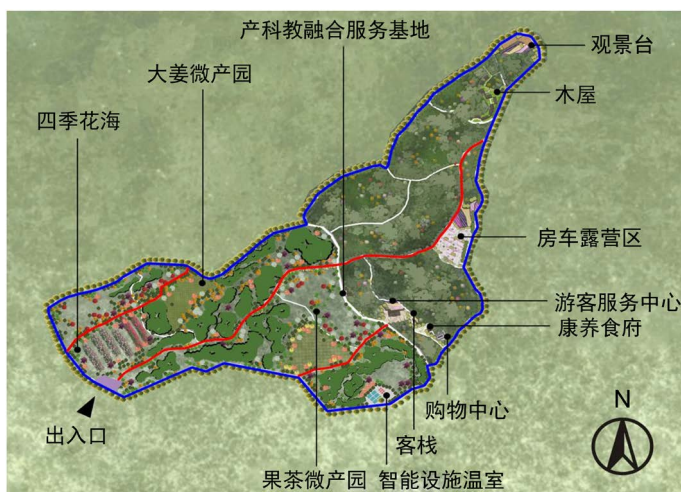 产科教融合服务基地
观景台
大姜微产园
木屋
四季花海
房车露营区
游客服务中心
康养食府
购物中心
N
出入口
客栈
果茶微产园
智能设施温室